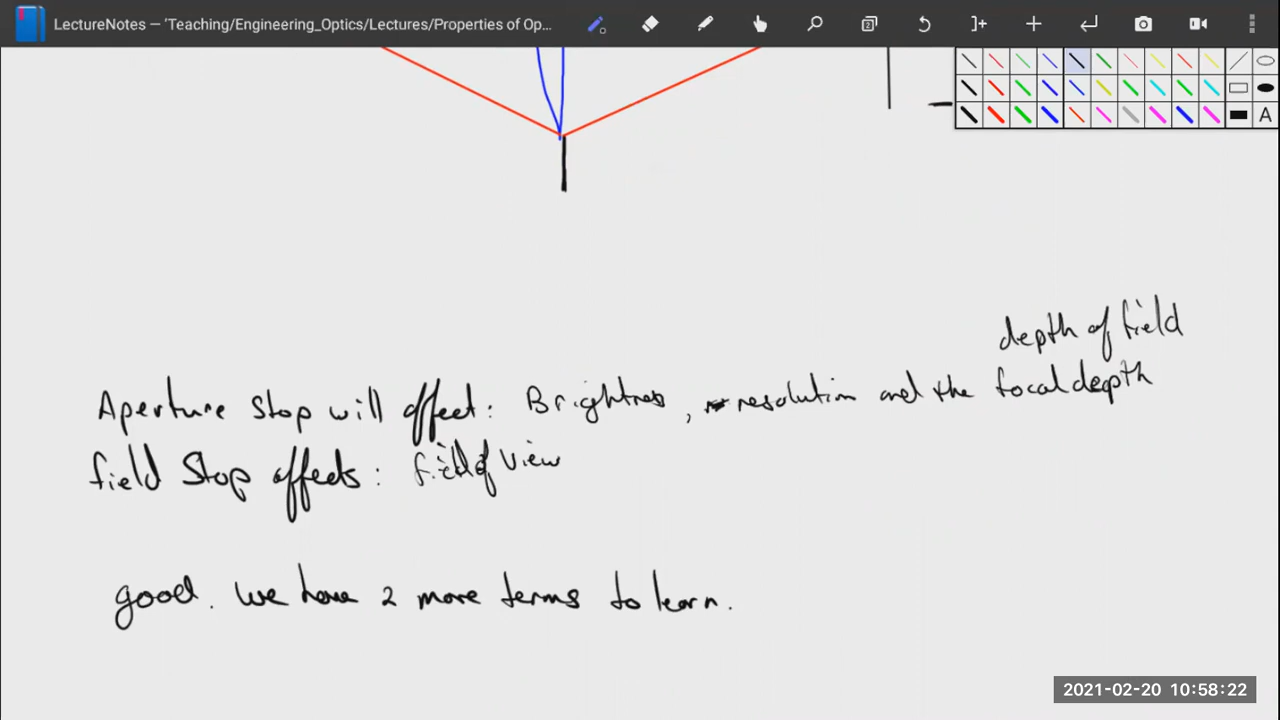 LectureNotes — ‘Teaching/Engineering_Optics/Lectures/Properties of Op...
A
depth of field
Aperture Stop will affect: Brightness, resolution and the focal depth
field Stop affects: field of view
good. we have 2 more terms to learn.
2021-02-20 10:58:22